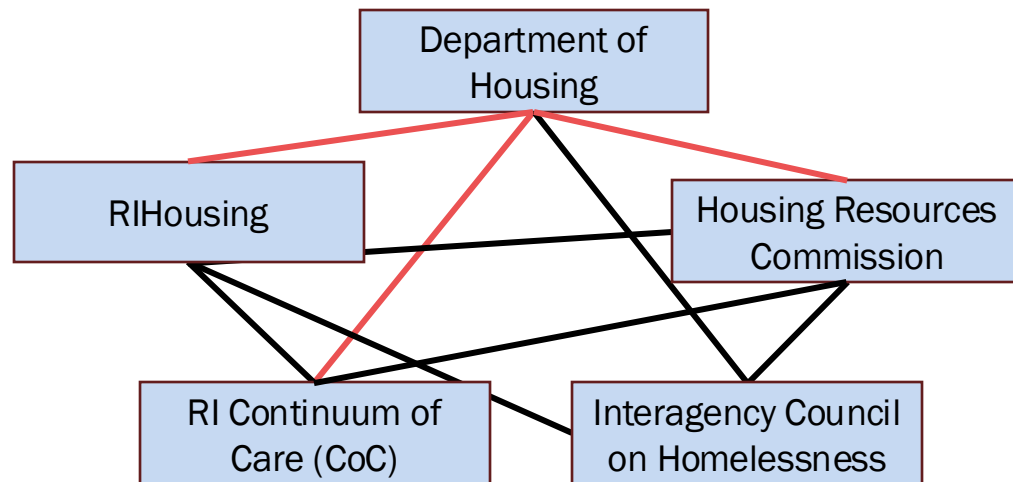 Department of
Housing
RIHousing
Housing Resources
Commission
RI Continuum of
Care (CoC)
Interagency Council
on Homelessness